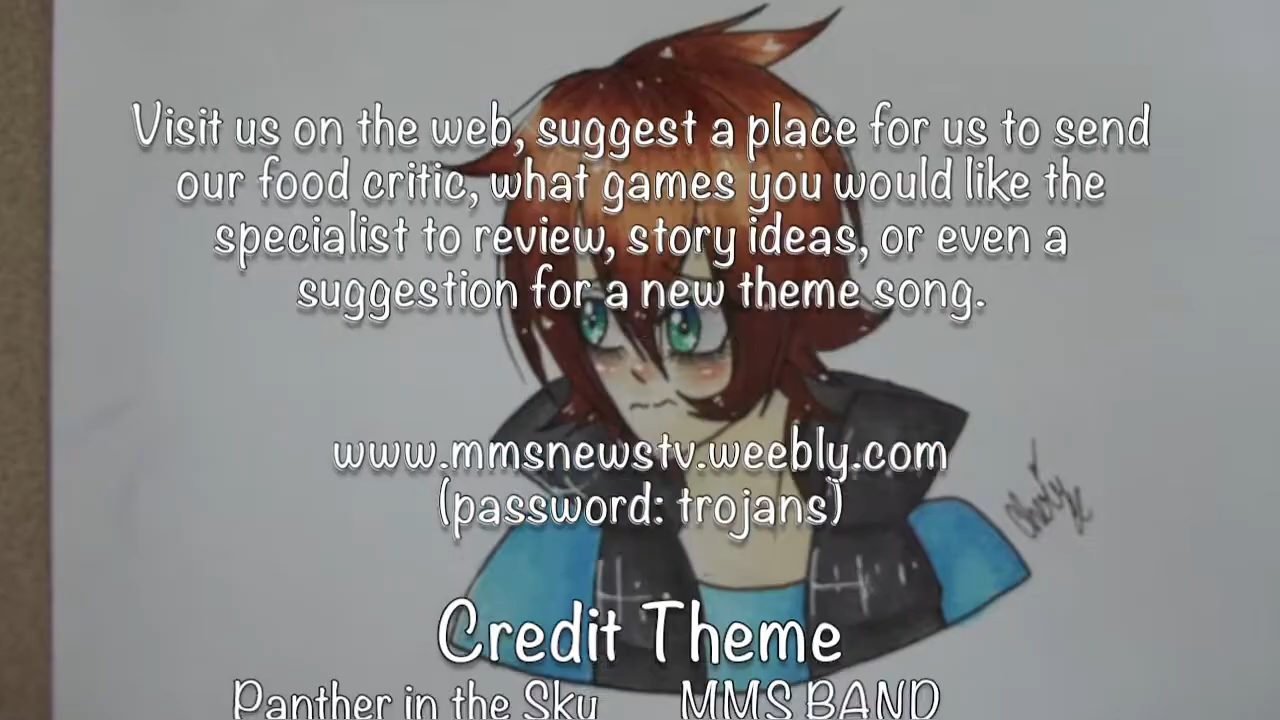 Visit us on the web, suggest a place for us to send
our food critic, what games you would like the
specialist to review, story ideas, or even a
suggestion for a new theme song.
www.mmsnewstv.weebly.com
(password: trojans)
Credit Theme
Panther in the Sky MMS BAND